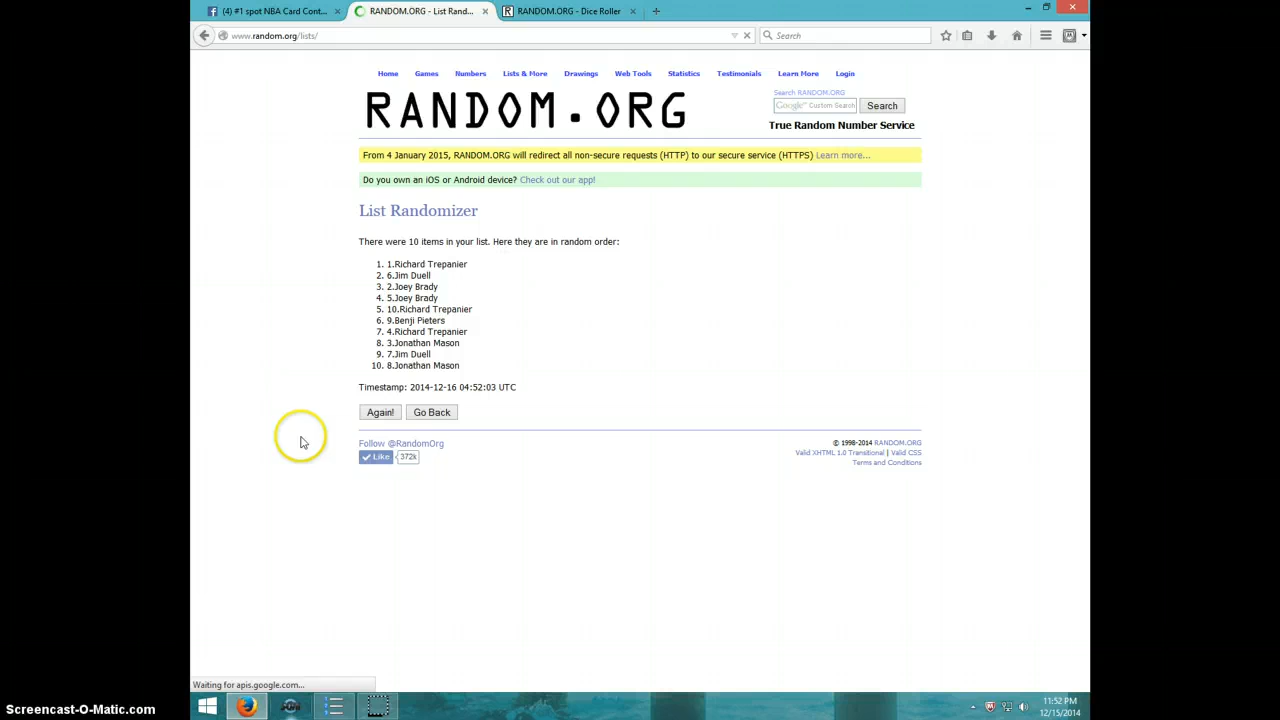 (4) #1 spot NBA Card Cont... × RANDOM.ORG - List Rand... × RANDOM.ORG - Dice Roller × +
www.random.org/lists/ Search
Home Games Numbers Lists & More Drawings Web Tools Statistics Testimonials Learn More Login
RANDOM.ORG
Search RANDOM.ORG
Google™ Custom Search Search
True Random Number Service
From 4 January 2015, RANDOM.ORG will redirect all non-secure requests (HTTP) to our secure service (HTTPS) Learn more...
Do you own an iOS or Android device? Check out our app!
List Randomizer
There were 10 items in your list. Here they are in random order:
1. 1.Richard Trepanier
2. 6.Jim Duell
3. 2.Joey Brady
4. 5.Joey Brady
5. 10.Richard Trepanier
6. 9.Benji Pieters
7. 4.Richard Trepanier
8. 3.Jonathan Mason
9. 7.Jim Duell
10. 8.Jonathan Mason
Timestamp: 2014-12-16 04:52:03 UTC
Again! Go Back
Follow @RandomOrg
Like 372k
© 1998-2014 RANDOM.ORG
Valid XHTML 1.0 Transitional | Valid CSS
Terms and Conditions
Waiting for apis.google.com...
11:52 PM
12/15/2014
Screencast-O-Matic.com